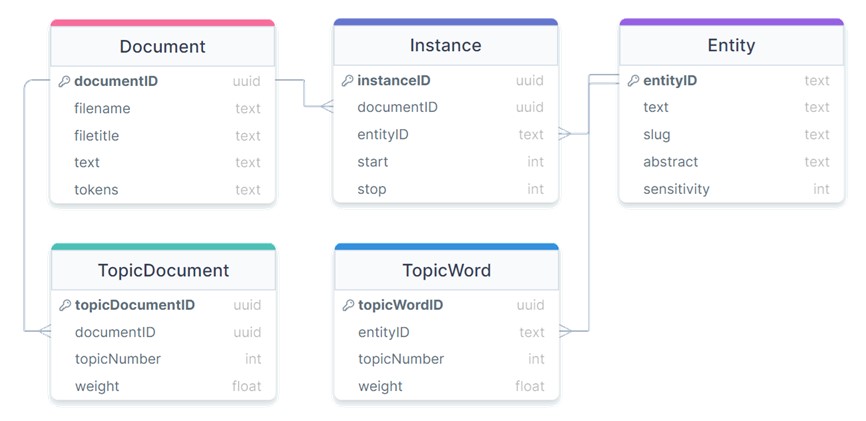 Document
documentID uuid
filename text
filetitle text
text text
tokens text
Instance
instanceID uuid
documentID uuid
entityID text
start int
stop int
Entity
entityID text
text text
slug text
abstract text
sensitivity int
TopicDocument
topicDocumentID uuid
documentID uuid
topicNumber int
weight float
TopicWord
topicWordID uuid
entityID text
topicNumber int
weight float